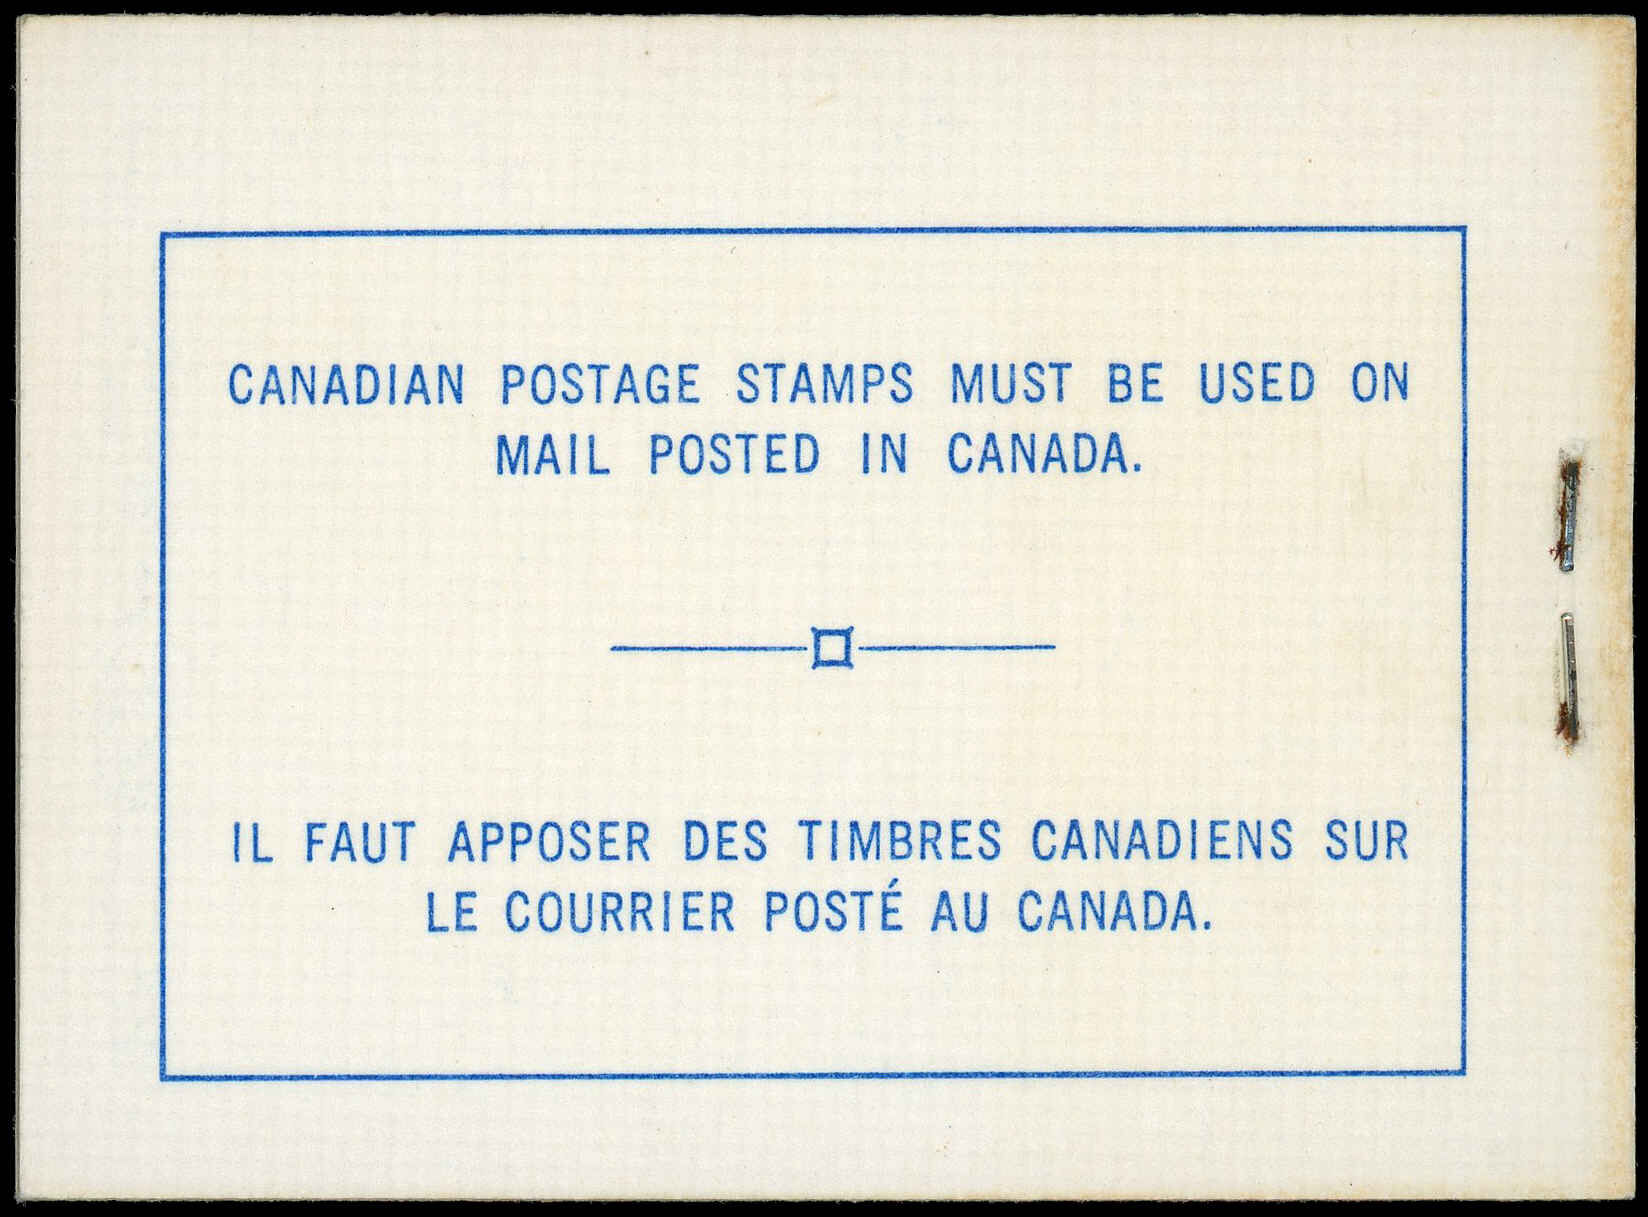 CANADIAN POSTAGE STAMPS MUST BE USED ON
MAIL POSTED IN CANADA.
IL FAUT APPOSER DES TIMBRES CANADIENS SUR
LE COURRIER POSTÉ AU CANADA.